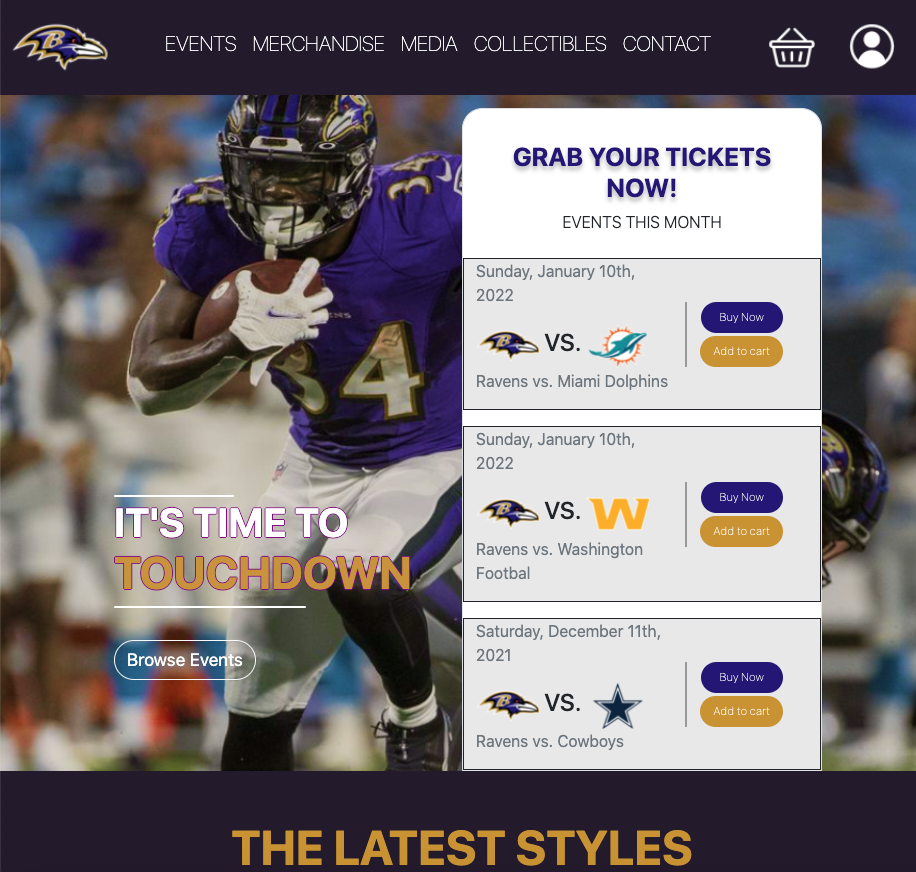 EVENTS MERCHANDISE MEDIA COLLECTIBLES CONTACT
GRAB YOUR TICKETS
NOW!
EVENTS THIS MONTH
Sunday, January 10th,
2022
B VS.
Ravens vs. Miami Dolphins
Buy Now
Add to cart
Sunday, January 10th,
2022
B VS. W
Ravens vs. Washington
Footbal
Buy Now
Add to cart
Saturday, December 11th,
2021
B VS.
Ravens vs. Cowboys
Buy Now
Add to cart
34
34
IT'S TIME TO
TOUCHDOWN
Browse Events
THE LATEST STYLES